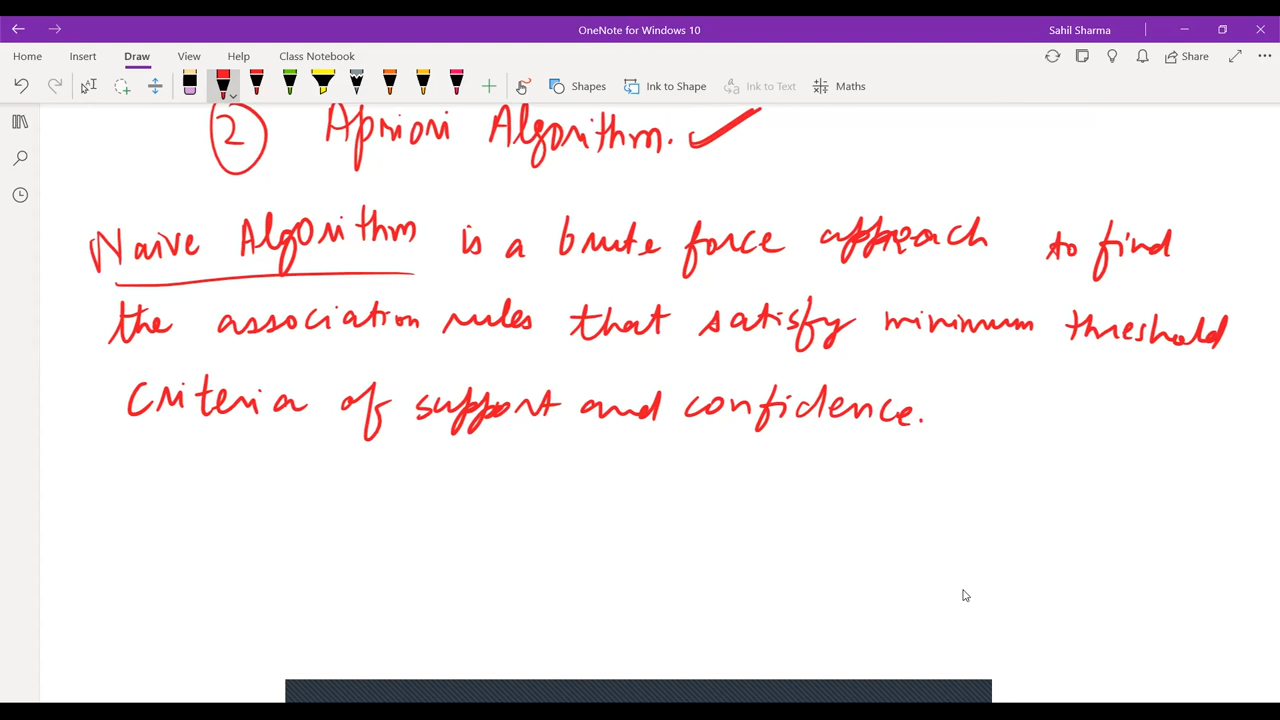 OneNote for Windows 10
Sahil Sharma
Home Insert Draw View Help Class Notebook
Share
Shapes Ink to Shape Ink to Text Maths
2 Apriori Algorithm.
Naive Algorithm is a brute force approach to find
the association rules that satisfy minimum threshold
Criteria of support and confidence.